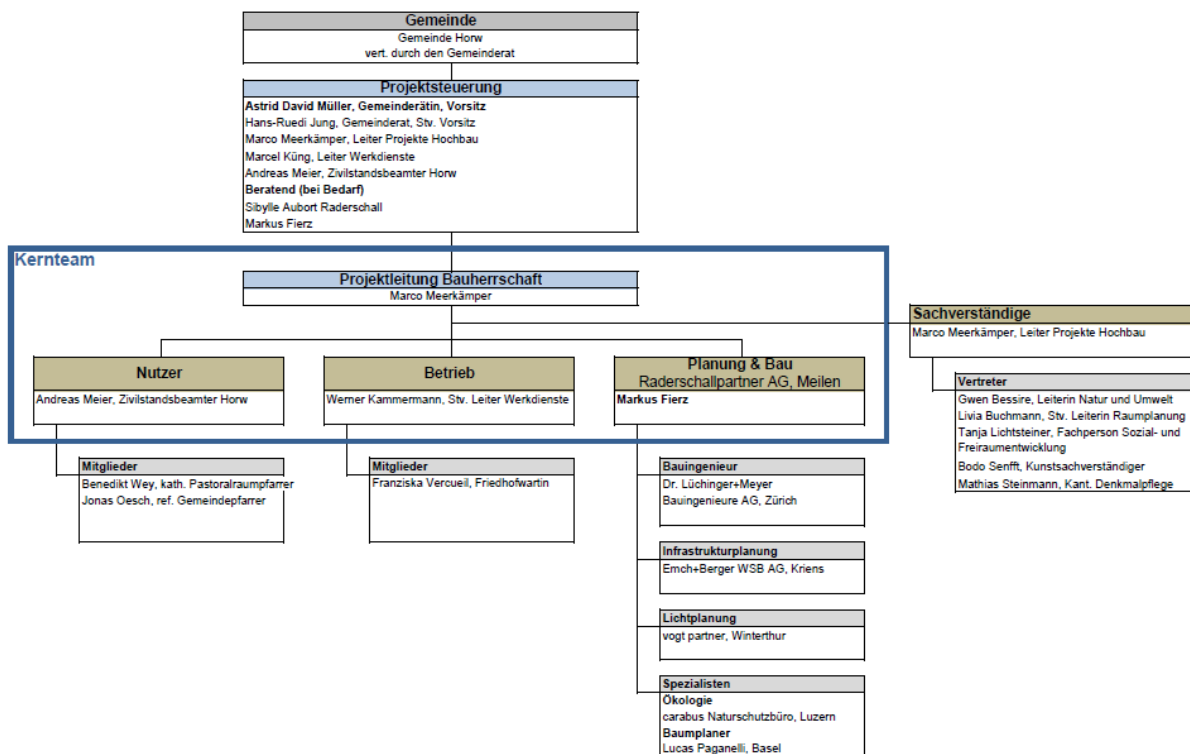 Gemeinde
Gemeinde Horw
vert. durch den Gemeinderat
Projektsteuerung
Astrid David Müller, Gemeinderätin, Vorsitz
Hans-Ruedi Jung, Gemeinderat, Stv. Vorsitz
Marco Meerkämper, Leiter Projekte Hochbau
Marcel Küng, Leiter Werkdienste
Andreas Meier, Zivilstandsbeamter Horw
Beratend (bei Bedarf)
Sibylle Aubort Raderschall
Markus Fierz
Kernteam
Projektleitung Bauherrschaft
Marco Meerkämper
Sachverständige
Marco Meerkämper, Leiter Projekte Hochbau
Vertreter
Gwen Bessire, Leiterin Natur und Umwelt
Livia Buchmann, Stv. Leiterin Raumplanung
Tanja Lichtsteiner, Fachperson Sozial- und
Freiraumentwicklung
Bodo Senfft, Kunstsachverständiger
Mathias Steinmann, Kant. Denkmalpflege
Nutzer
Andreas Meier, Zivilstandsbeamter Horw
Mitglieder
Benedikt Wey, kath. Pastoralraumpfarrer
Jonas Oesch, ref. Gemeindepfarrer
Betrieb
Werner Kammermann, Stv. Leiter Werkdienste
Mitglieder
Franziska Vercueil, Friedhofwartin
Planung & Bau
Raderschallpartner AG, Meilen
Markus Fierz
Bauingenieur
Dr. Lüchinger+Meyer
Bauingenieure AG, Zürich
Infrastrukturplanung
Emch+Berger WSB AG, Kriens
Lichtplanung
vogt partner, Winterthur
Spezialisten
Ökologie
carabus Naturschutzbüro, Luzern
Baumplaner
Lucas Paganelli, Basel